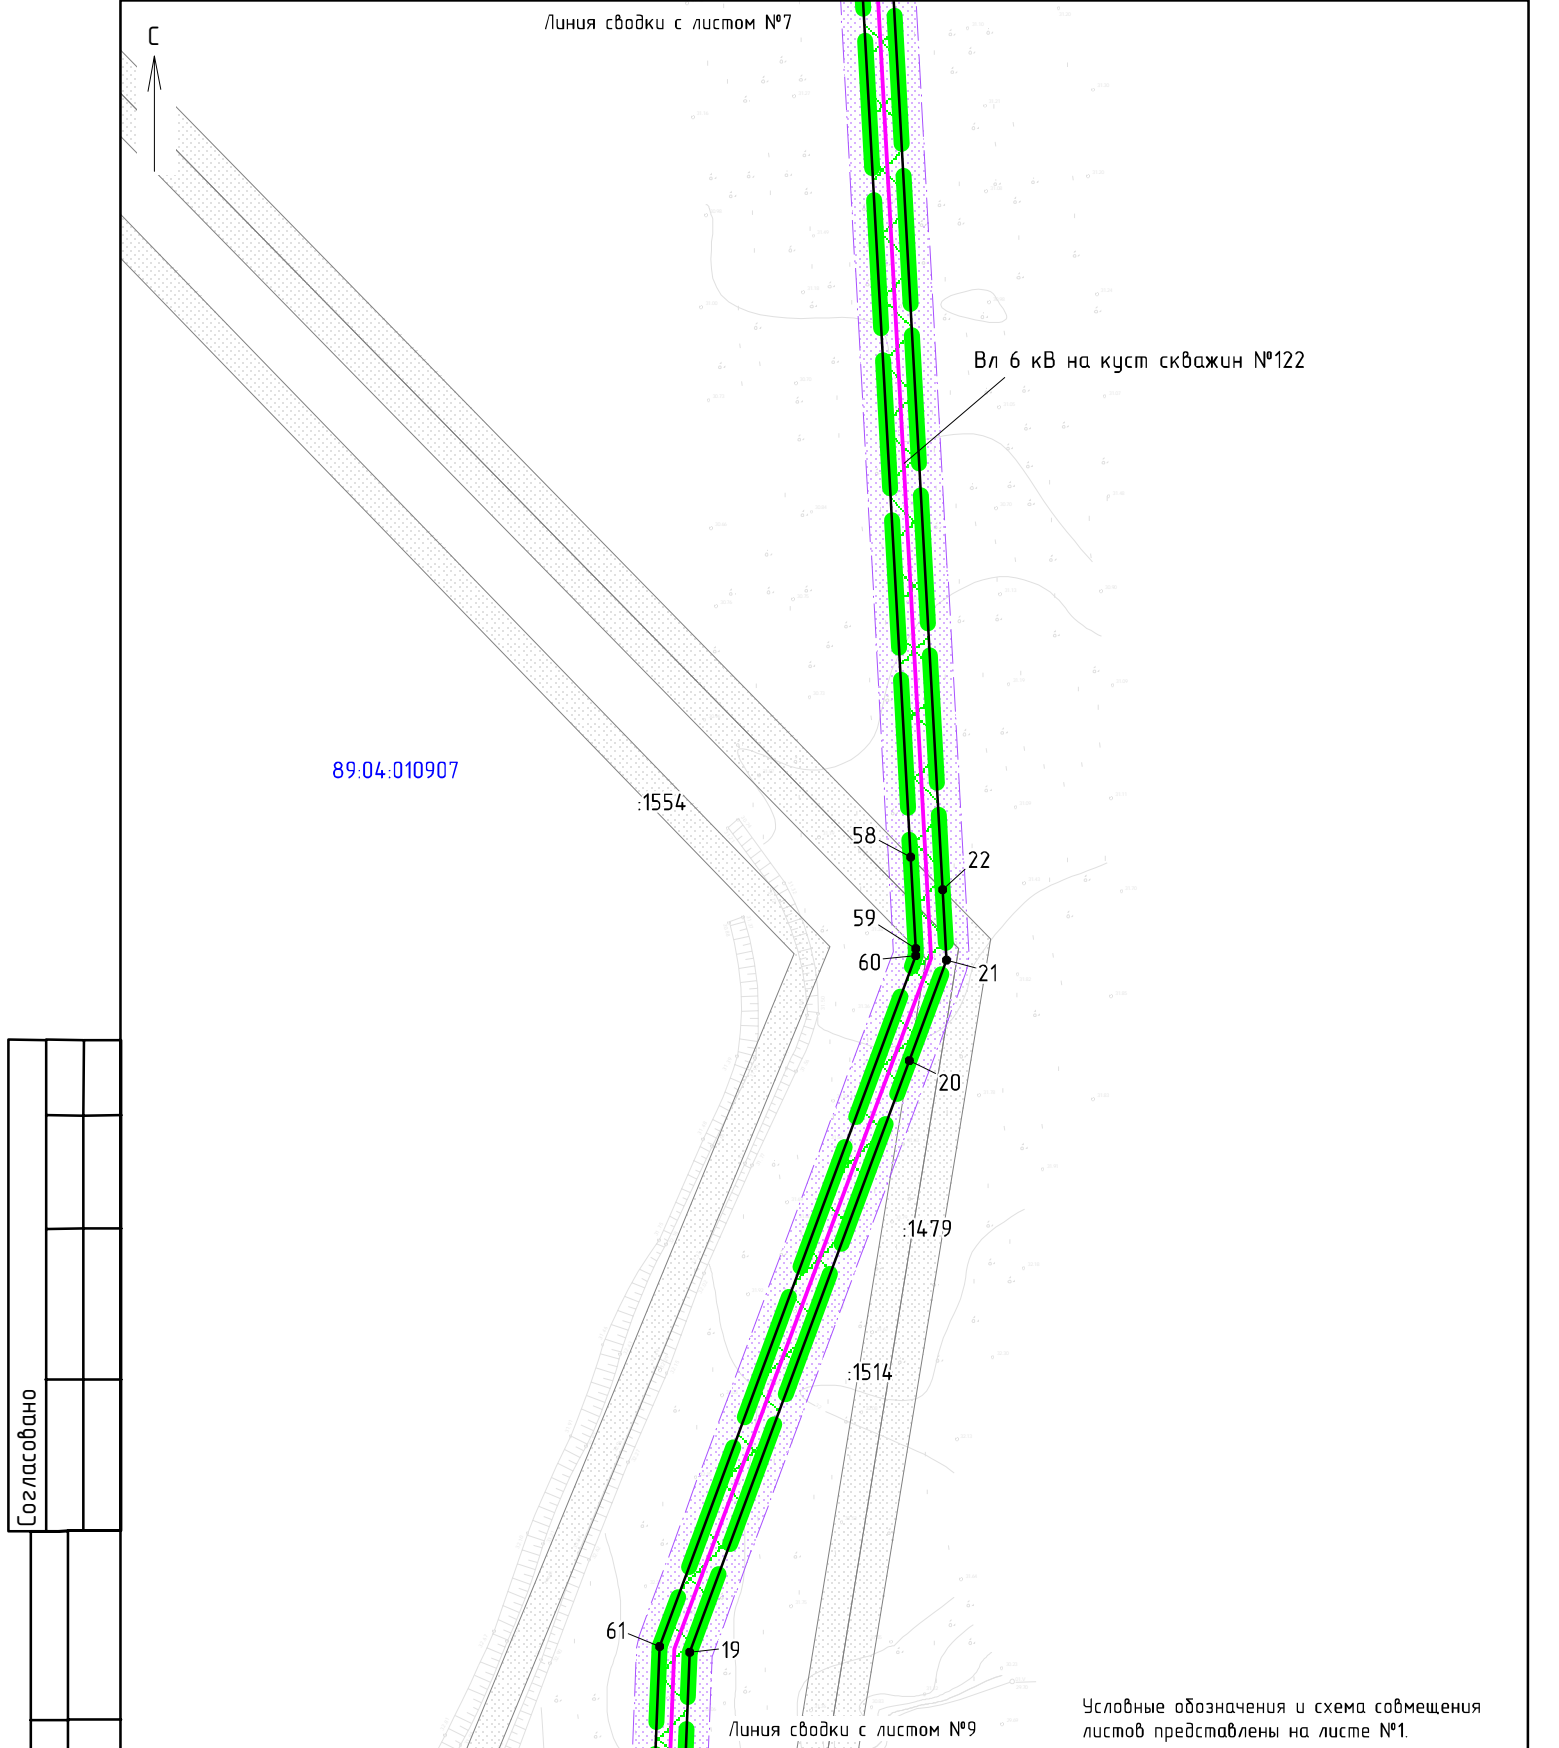 Линия сводки с листом №7
С
Вл 6 кВ на куст скважин №122
89:04:010907
:1554
58
22
59
60
21
20
:1479
:1514
Согласовано
61
19
Линия сводки с листом №9
Условные обозначения и схема совмещения
листов представлены на листе №1.